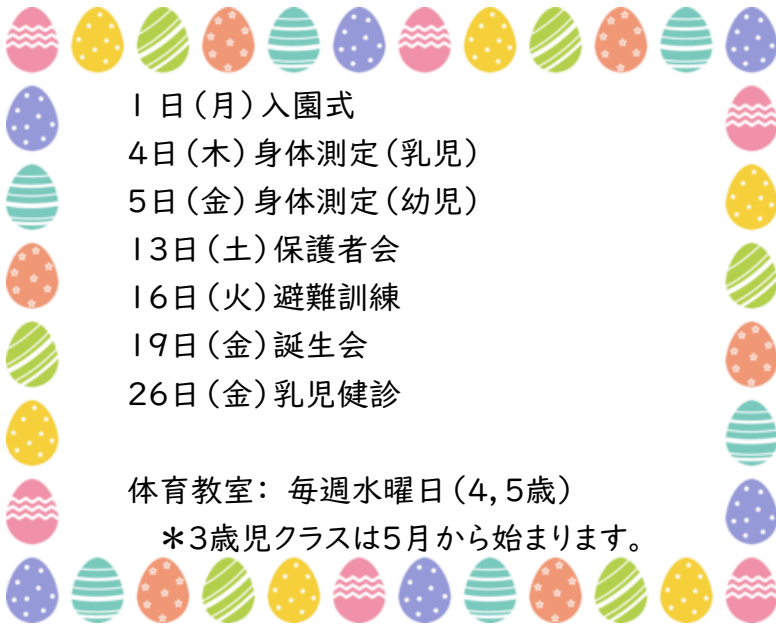 1日(月)入園式
4日(木)身体測定(乳児)
5日(金)身体測定(幼児)
13日(土)保護者会
16日(火)避難訓練
19日(金)誕生会
26日(金)乳児健診
体育教室: 毎週水曜日(4,5歳)
*3歳児クラスは5月から始まります。